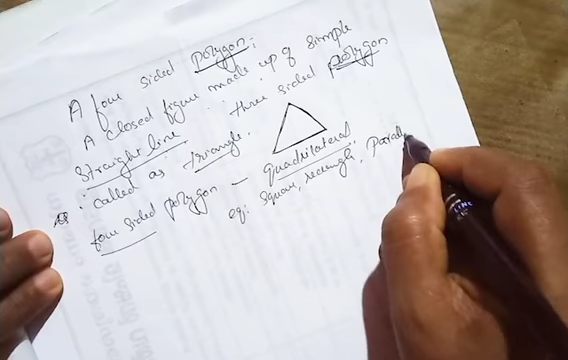 A four sided polygon:
A closed figure made up of simple
straight line . three sided polygon
called as triangle.
four sided polygon - quadrilateral
eg: square, rectangle, Paralle